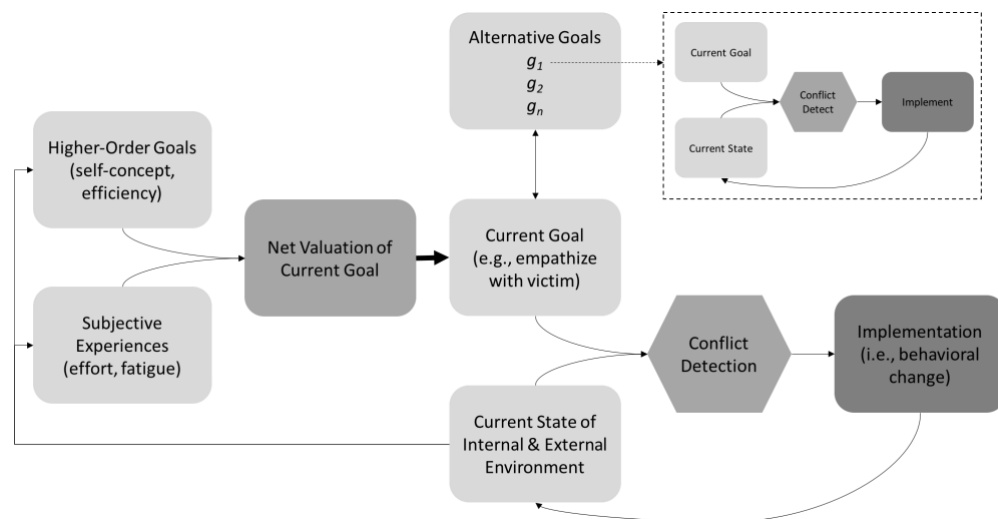 Alternative Goals
g1
g2
gn
Current Goal
Conflict
Detect
Implement
Current State
Higher-Order Goals
(self-concept,
efficiency)
Net Valuation of
Current Goal
Current Goal
(e.g., empathize
with victim)
Subjective
Experiences
(effort, fatigue)
Conflict
Detection
Implementation
(i.e., behavioral
change)
Current State of
Internal & External
Environment